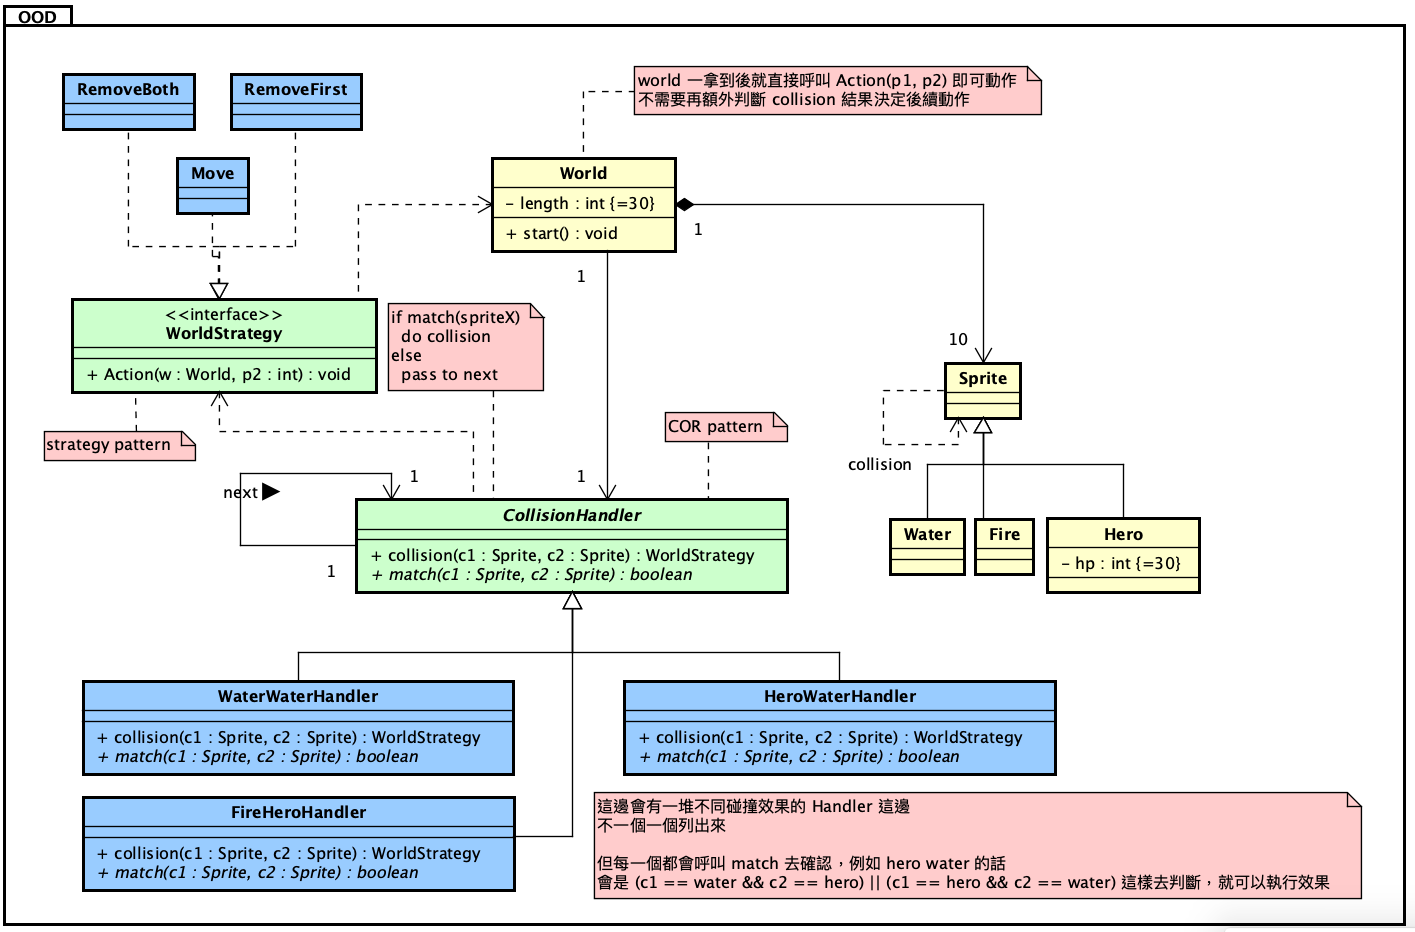 OOD
RemoveBoth
RemoveFirst
world 一拿到後就直接呼叫 Action(p1, p2) 即可動作
不需要再額外判斷 collision 結果決定後續動作
Move
World
- length : int {=30}
+ start() : void
1
1
<<interface>>
WorldStrategy
+ Action(w : World, p2 : int) : void
if match(spriteX)
do collision
else
pass to next
10
Sprite
strategy pattern
COR pattern
collision
next
1
1
CollisionHandler
+ collision(c1 : Sprite, c2 : Sprite) : WorldStrategy
+ match(c1 : Sprite, c2 : Sprite) : boolean
1
Water
Fire
Hero
- hp : int {=30}
WaterWaterHandler
+ collision(c1 : Sprite, c2 : Sprite) : WorldStrategy
+ match(c1 : Sprite, c2 : Sprite) : boolean
HeroWaterHandler
+ collision(c1 : Sprite, c2 : Sprite) : WorldStrategy
+ match(c1 : Sprite, c2 : Sprite) : boolean
FireHeroHandler
+ collision(c1 : Sprite, c2 : Sprite) : WorldStrategy
+ match(c1 : Sprite, c2 : Sprite) : boolean
這邊會有一堆不同碰撞效果的 Handler 這邊
不一個一個列出來
但每一個都會呼叫 match 去確認，例如 hero water 的話
會是 (c1 == water && c2 == hero) || (c1 == hero && c2 == water) 這樣去判斷，就可以執行效果